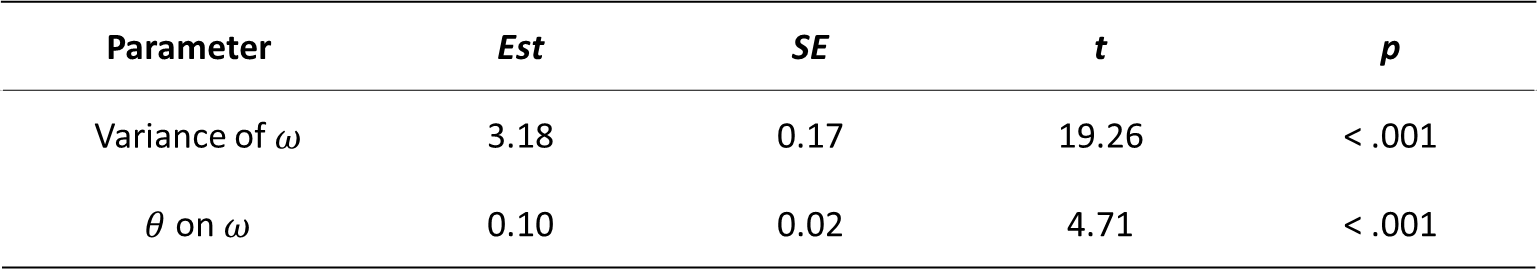 Parameter Est SE t p
Variance of ω 3.18 0.17 19.26 < .001
θ on ω 0.10 0.02 4.71 < .001